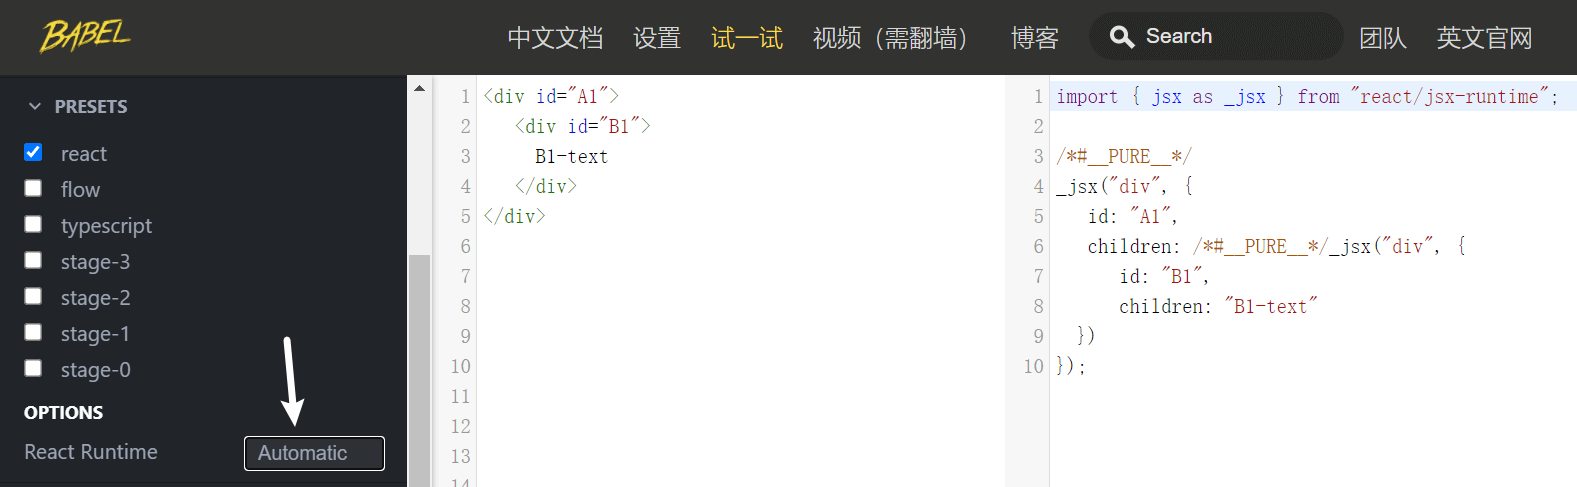 BABEL 中文文档 设置 试一试 视频（需翻墙） 博客 Search 团队 英文官网
PRESETS
react
flow
typescript
stage-3
stage-2
stage-1
stage-0
OPTIONS
React Runtime Automatic
1 <div id="A1">
2 <div id="B1">
3 B1-text
4 </div>
5 </div>
6
7
8
9
10
11
12
13
14
1 import { jsx as _jsx } from "react/jsx-runtime";
2
3 /*#__PURE__*/
4 _jsx("div", {
5 id: "A1",
6 children: /*#__PURE__*/_jsx("div", {
7 id: "B1",
8 children: "B1-text"
9 })
10 });